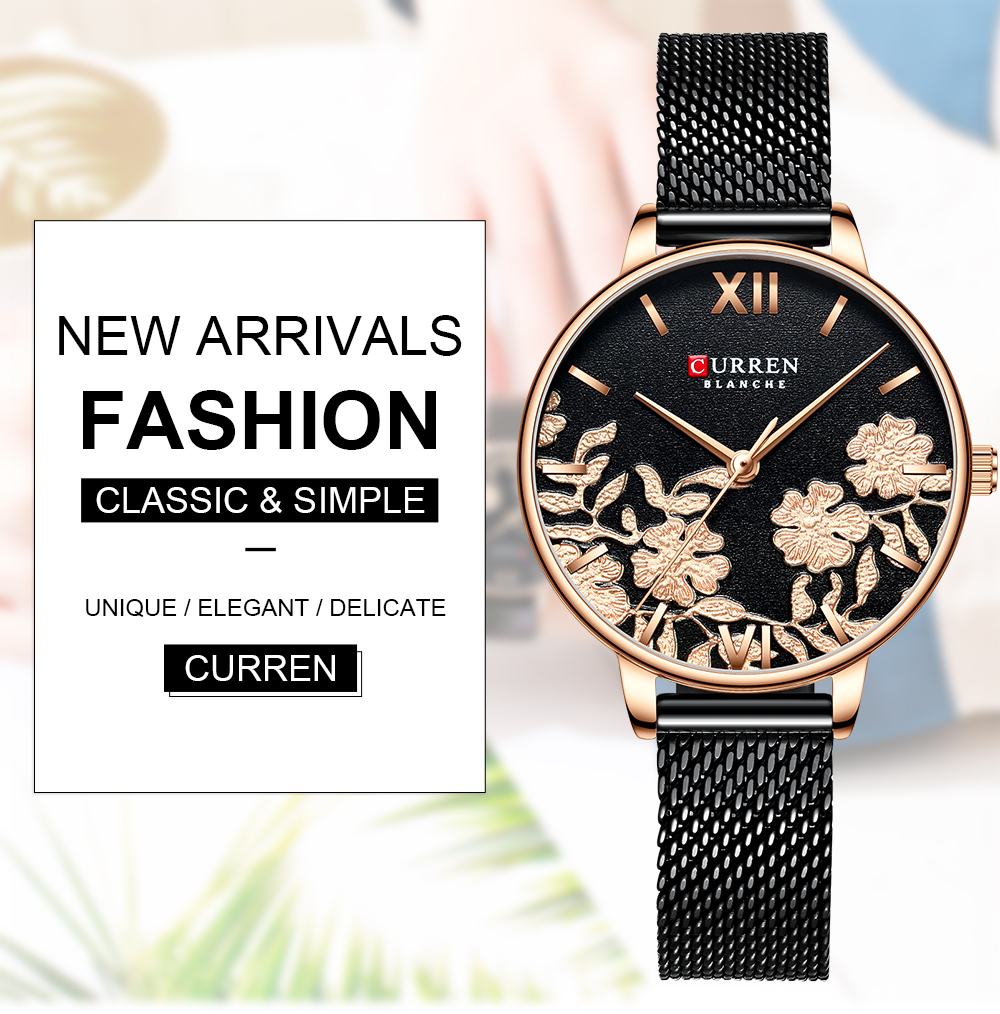 NEW ARRIVALS
FASHION
CLASSIC & SIMPLE
UNIQUE / ELEGANT / DELICATE
CURREN
XII
CURREN
BLANCHE
VI